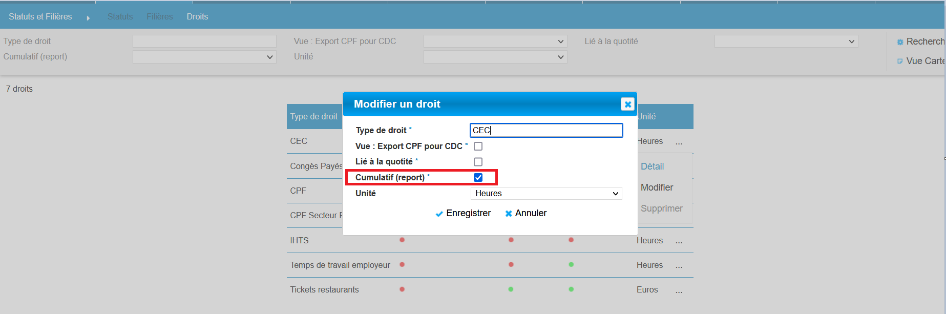 Statuts et Filières ▸ Statuts Filières Droits
Type de droit Vue : Export CPF pour CDC Lié à la quotité Recherch
Cumulatif (report) Unité Vue Carte
7 droits
Modifier un droit
Type de droit * CEC
Vue : Export CPF pour CDC *
Lié à la quotité *
Cumulatif (report) *
Unité Heures
Enregistrer Annuler
Type de droit Unité
CEC Heures ...
Congés Payés Détail
CPF Modifier
CPF Secteur Supprimer
IHTS Heures ...
Temps de travail employeur Heures ...
Tickets restaurants Euros ...